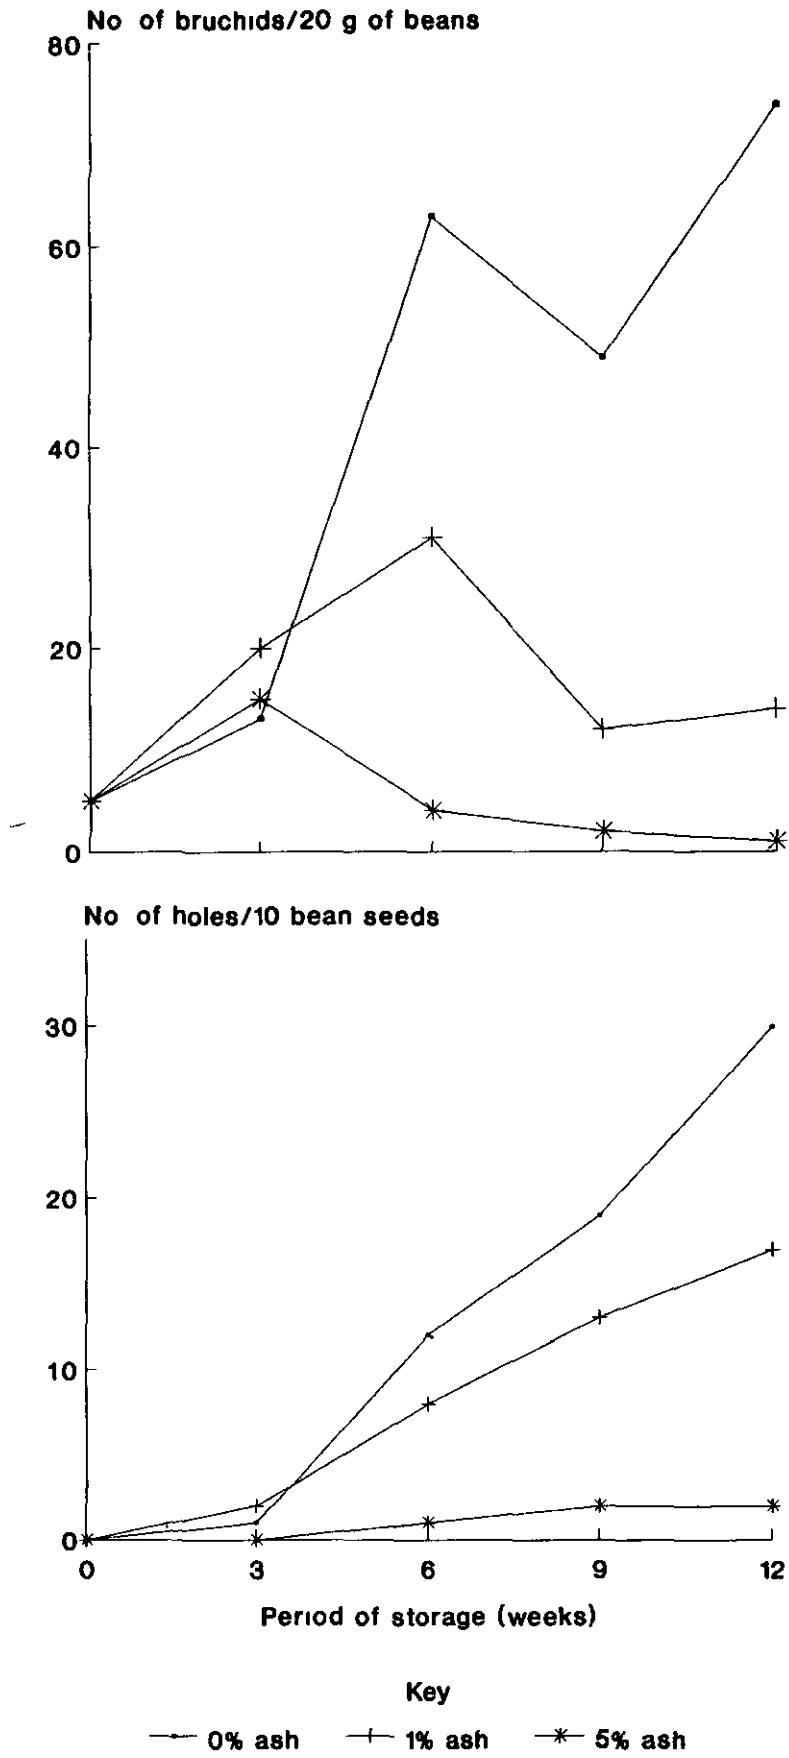 No of bruchids/20 g of beans
80
60
40
20
0
No of holes/10 bean seeds
30
20
10
0
0 3 6 9 12
Period of storage (weeks)
Key
0% ash 1% ash 5% ash